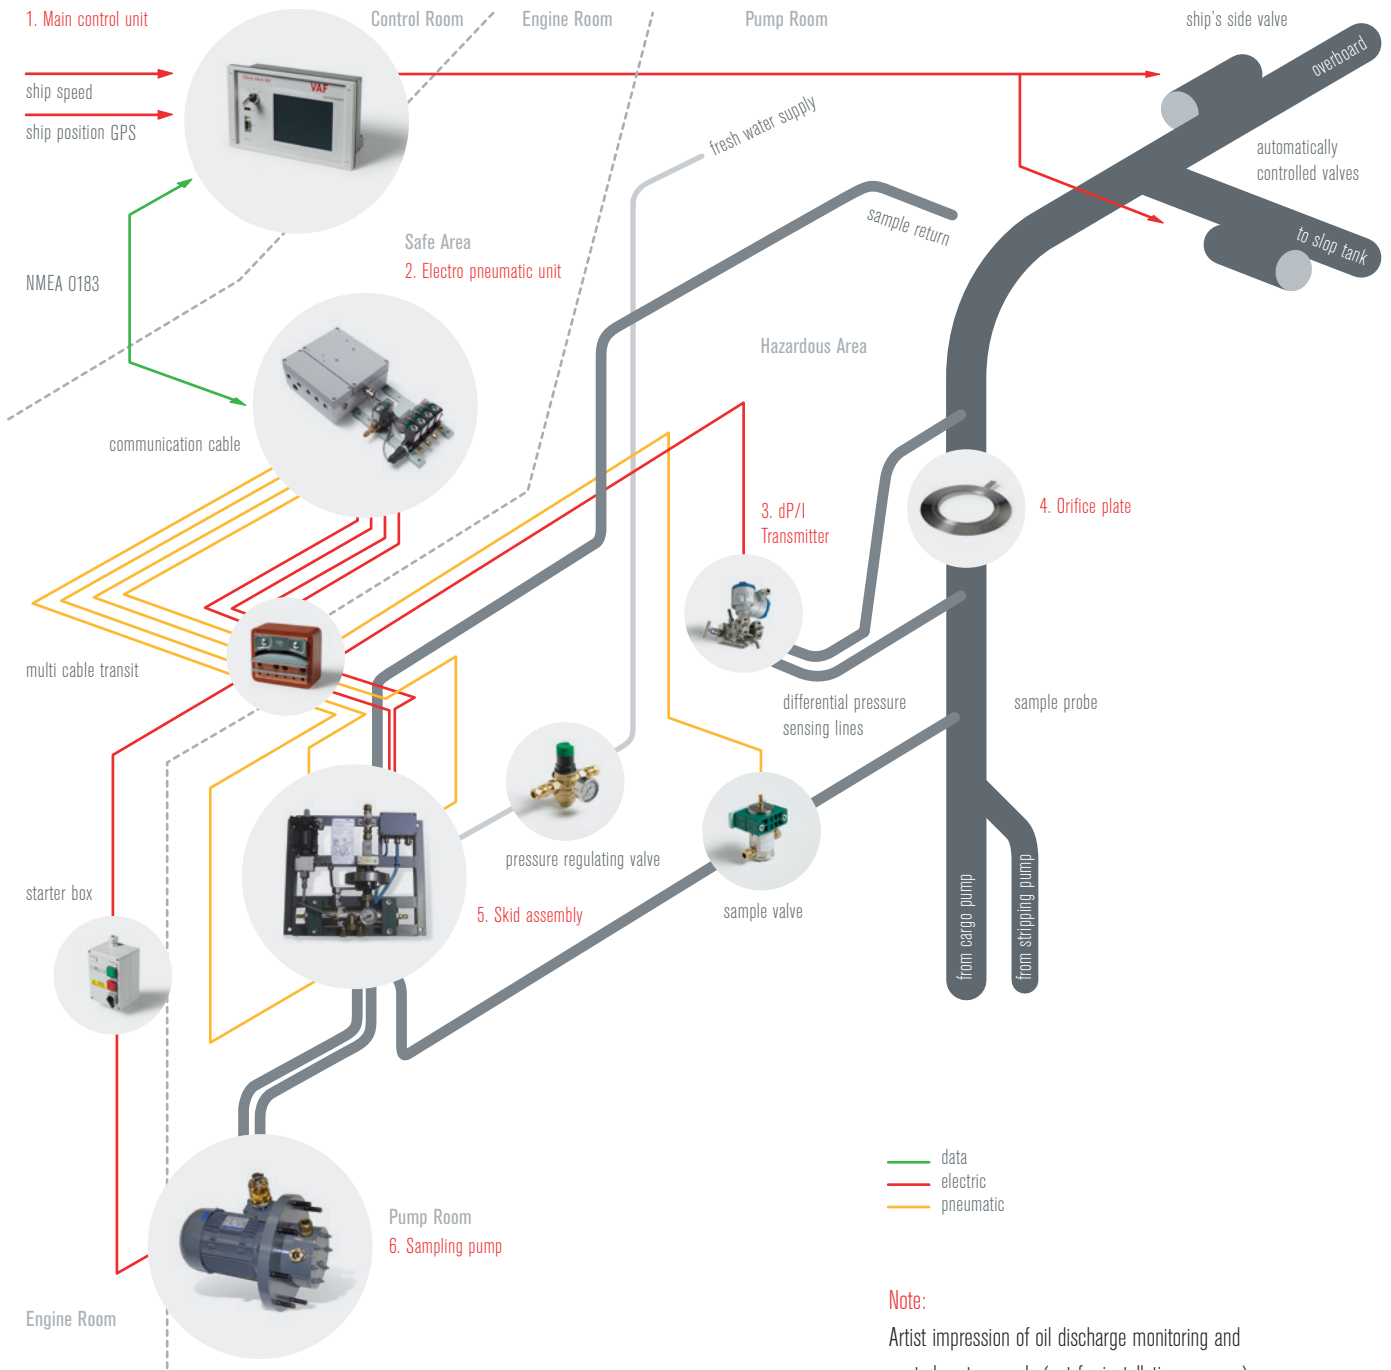 1. Main control unit
Control Room
Engine Room
Pump Room
ship's side valve
overboard
ship speed
ship position GPS
VAF
fresh water supply
automatically
controlled valves
sample return
to slop tank
Safe Area
2. Electro pneumatic unit
NMEA 0183
Hazardous Area
communication cable
3. dP/I
Transmitter
4. Orifice plate
multi cable transit
differential pressure
sensing lines
sample probe
pressure regulating valve
starter box
5. Skid assembly
sample valve
from cargo pump
from stripping pump
data
electric
pneumatic
Pump Room
6. Sampling pump
Engine Room
Note:
Artist impression of oil discharge monitoring and